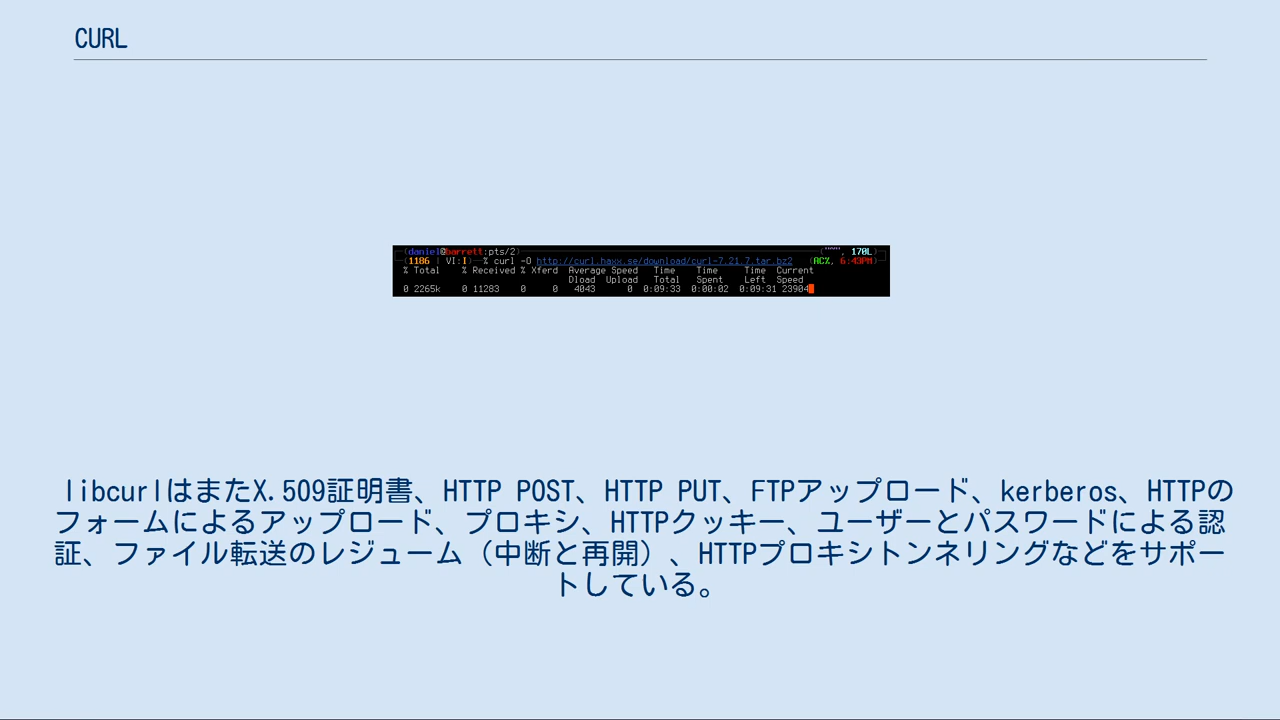 CURL
(daniel@barrett:pts/2) , 170L)
(1186 | VI:I)—% curl -O http://curl.haxx.se/download/curl-7.21.7.tar.bz2 (AC%, 6:43PM)
% Total % Received % Xferd Average Speed Time Time Time Current
Dload Upload Total Spent Left Speed
0 2265k 0 11283 0 0 4043 0 0:09:33 0:00:02 0:09:31 23904
libcurlはまたX.509証明書、HTTP POST、HTTP PUT、FTPアップロード、kerberos、HTTPの
フォームによるアップロード、プロキシ、HTTPクッキー、ユーザーとパスワードによる認
証、ファイル転送のレジューム（中断と再開）、HTTPプロキシトンネリングなどをサポー
トしている。